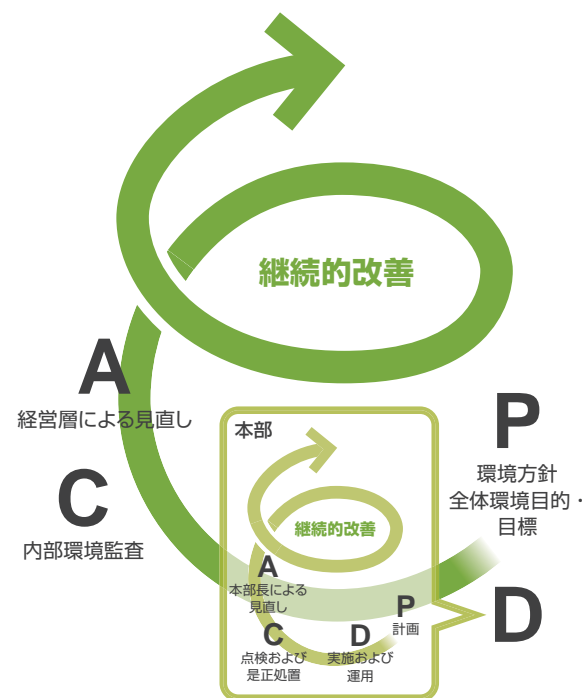 継続的改善
A
経営層による見直し
C
内部環境監査
P
環境方針
全体環境目的・
目標
D
本部
継続的改善
A
本部長による
見直し
C
点検および
是正処置
D
実施および
運用
P
計画